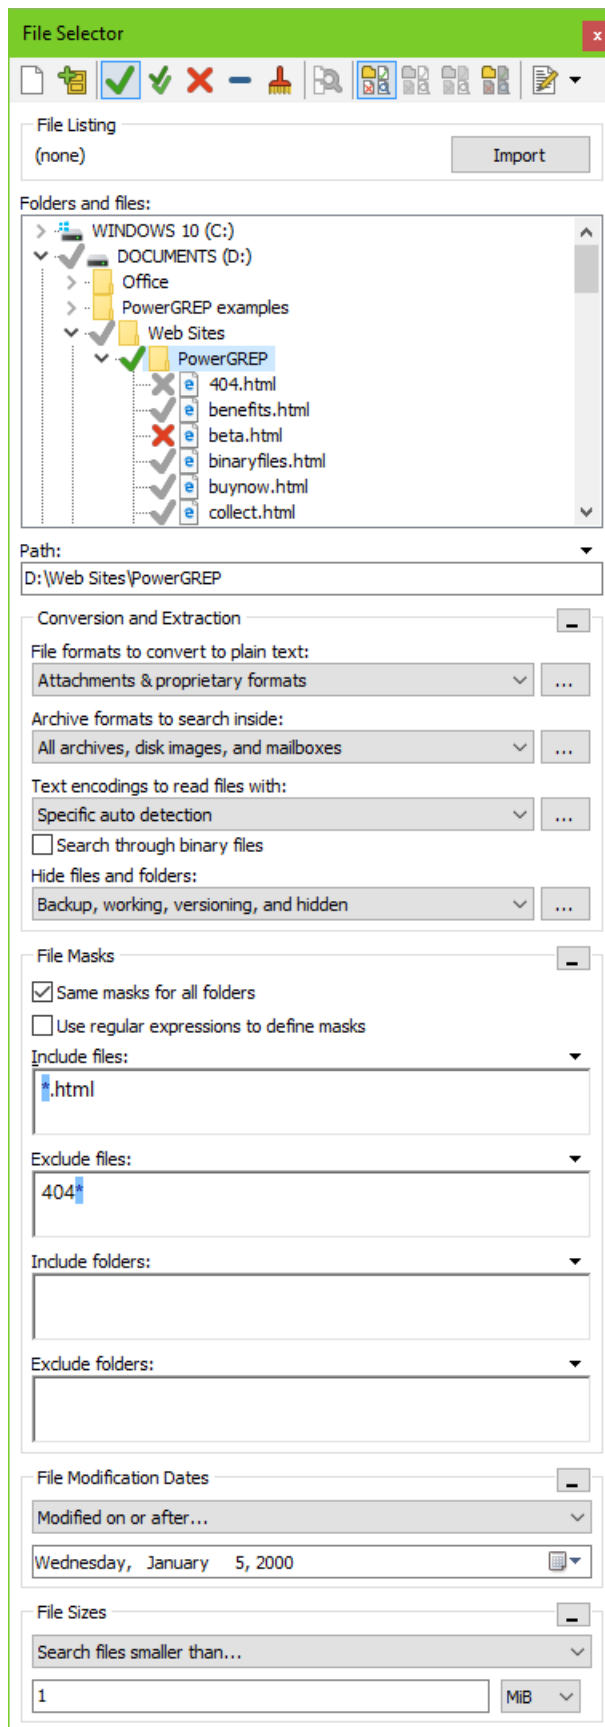 File Selector
File Listing
(none)
Import
Folders and files:
WINDOWS 10 (C:)
DOCUMENTS (D:)
Office
PowerGREP examples
Web Sites
PowerGREP
404.html
benefits.html
beta.html
binaryfiles.html
buynow.html
collect.html
Path:
D:\Web Sites\PowerGREP
Conversion and Extraction
File formats to convert to plain text:
Attachments & proprietary formats ...
Archive formats to search inside:
All archives, disk images, and mailboxes ...
Text encodings to read files with:
Specific auto detection ...
Search through binary files
Hide files and folders:
Backup, working, versioning, and hidden ...
File Masks
Same masks for all folders
Use regular expressions to define masks
Include files:
*.html
Exclude files:
404*
Include folders:
Exclude folders:
File Modification Dates
Modified on or after...
Wednesday, January 5, 2000
File Sizes
Search files smaller than...
1 MiB